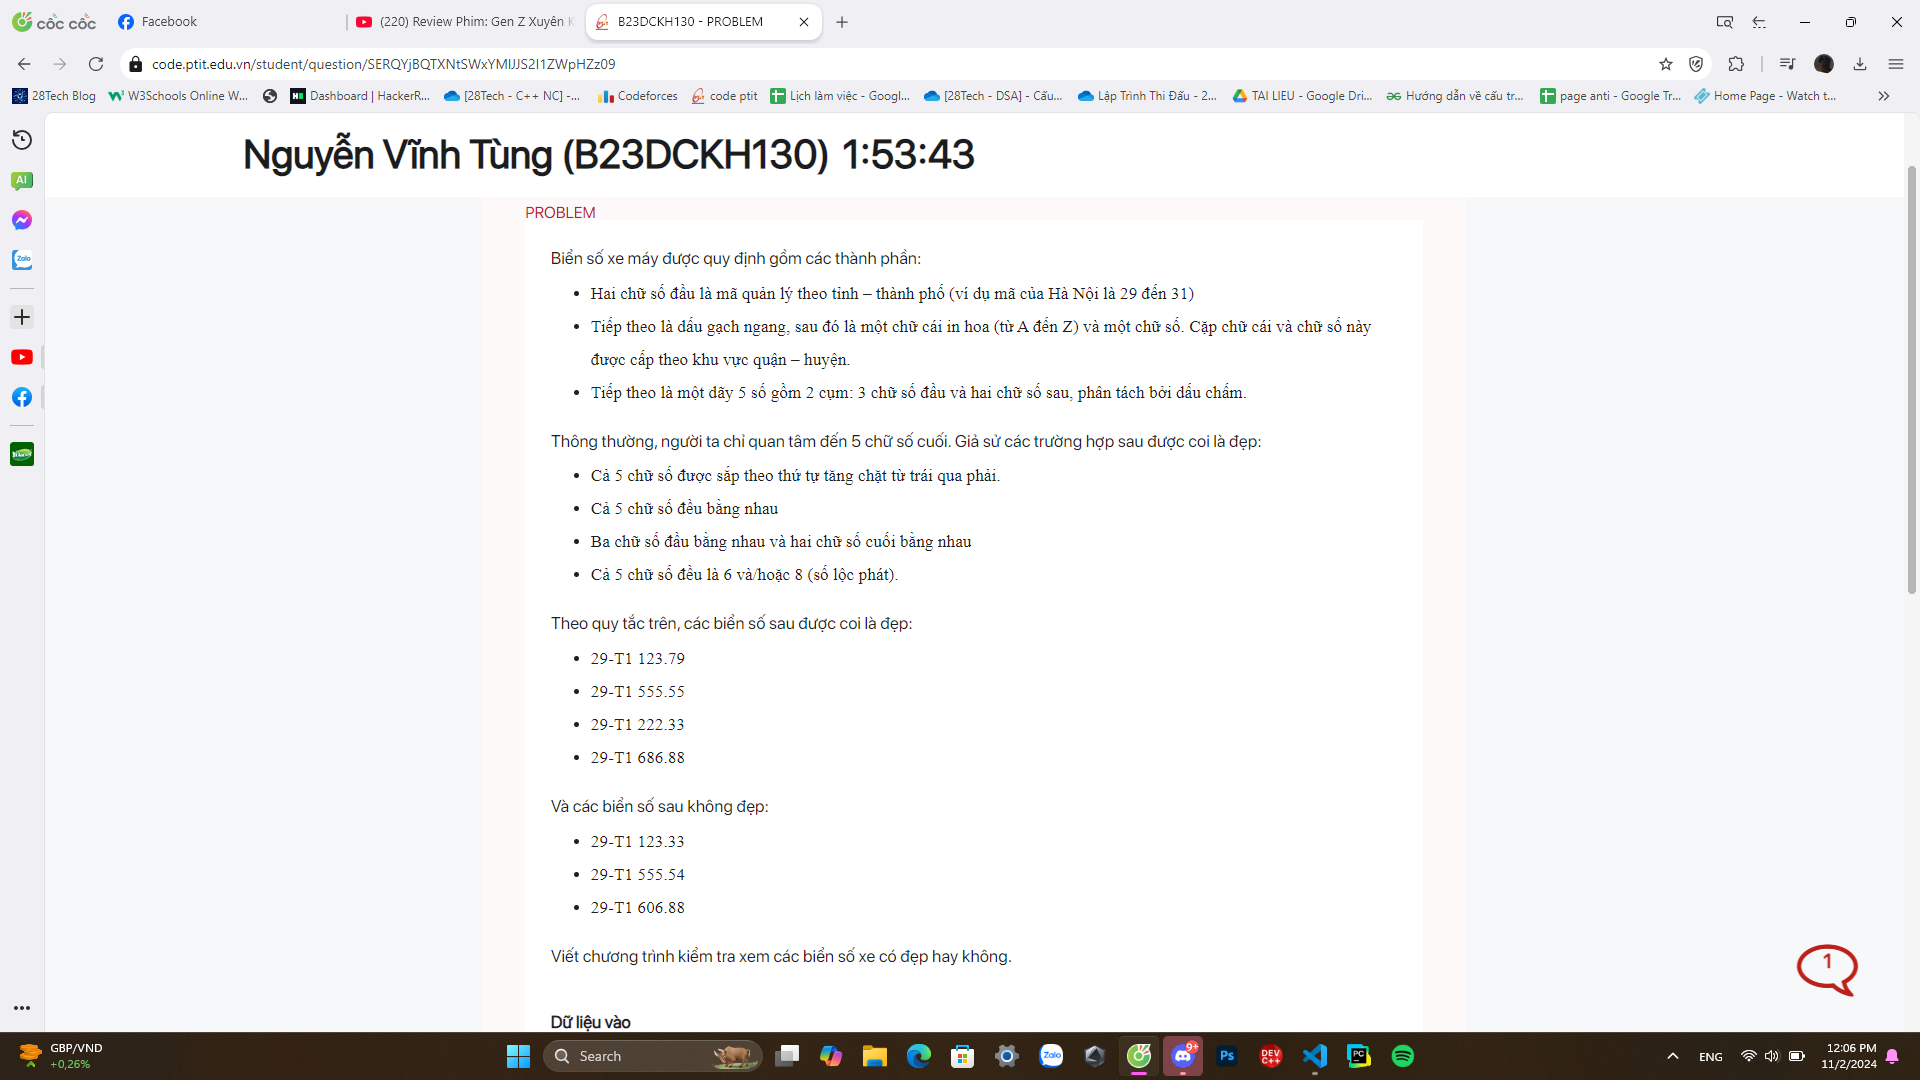 cốc cốc
Facebook
(220) Review Phim: Gen Z Xuyên K
B23DCKH130 - PROBLEM
code.ptit.edu.vn/student/question/SERQYjBQTXNtSWxYMlJJS2I1ZWpHZz09
28Tech Blog
W3Schools Online W...
Dashboard | HackerR...
[28Tech - C++ NC] -...
Codeforces
code ptit
Lịch làm việc - Googl...
[28Tech - DSA] - Cấu...
Lập Trình Thi Đấu - 2...
TAI LIEU - Google Dri...
Hướng dẫn về cấu tr...
page anti - Google Tr...
Home Page - Watch t...
AI
Zalo
Nguyễn Vĩnh Tùng (B23DCKH130) 1:53:43
PROBLEM
Biển số xe máy được quy định gồm các thành phần:
• Hai chữ số đầu là mã quản lý theo tỉnh – thành phố (ví dụ mã của Hà Nội là 29 đến 31)
• Tiếp theo là dấu gạch ngang, sau đó là một chữ cái in hoa (từ A đến Z) và một chữ số. Cặp chữ cái và chữ số này
được cấp theo khu vực quận – huyện.
• Tiếp theo là một dãy 5 số gồm 2 cụm: 3 chữ số đầu và hai chữ số sau, phân tách bởi dấu chấm.
Thông thường, người ta chỉ quan tâm đến 5 chữ số cuối. Giả sử các trường hợp sau được coi là đẹp:
• Cả 5 chữ số được sắp theo thứ tự tăng chặt từ trái qua phải.
• Cả 5 chữ số đều bằng nhau
• Ba chữ số đầu bằng nhau và hai chữ số cuối bằng nhau
• Cả 5 chữ số đều là 6 và/hoặc 8 (số lộc phát).
Theo quy tắc trên, các biển số sau được coi là đẹp:
• 29-T1 123.79
• 29-T1 555.55
• 29-T1 222.33
• 29-T1 686.88
Và các biển số sau không đẹp:
• 29-T1 123.33
• 29-T1 555.54
• 29-T1 606.88
Viết chương trình kiểm tra xem các biển số xe có đẹp hay không.
1
Dữ liệu vào
GBP/VND
+0,26%
Search
Zalo
9+
Ps
DEV
C++
PC
ENG
12:06 PM
11/2/2024